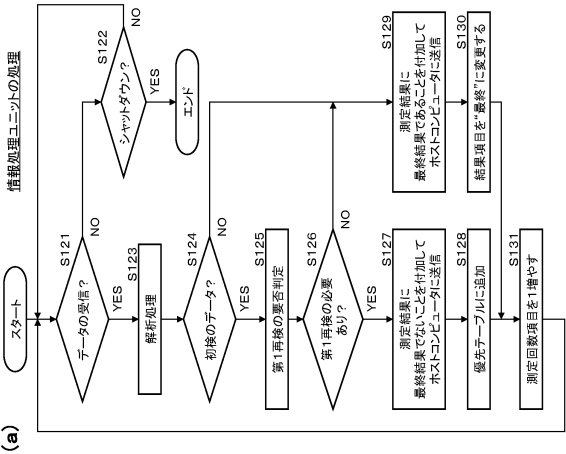 (a)
情報処理ユニットの処理
スタート
S121
データの受信？
NO
YES
S122
シャットダウン？
NO
YES
エンド
S123
解析処理
S124
初検のデータ？
NO
YES
S125
第1再検の要否判定
S126
第1再検の必要
あり？
NO
YES
S127
測定結果に
最終結果でないことを付加して
ホストコンピュータに送信
S128
優先テーブルに追加
S129
測定結果に
最終結果であることを付加して
ホストコンピュータに送信
S130
結果項目を“最終”に変更する
S131
測定回数項目を1増やす